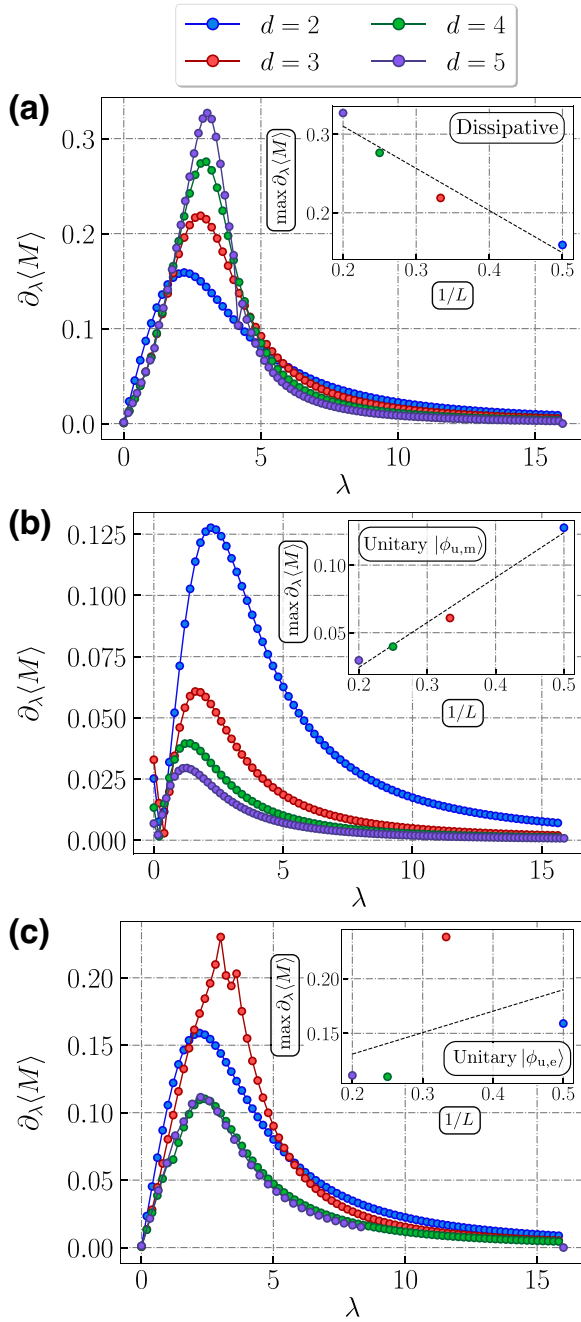 d = 2 d = 4
d = 3 d = 5
(a)
∂λ⟨M⟩
0.3
0.2
0.1
0.0
0 5 10 15
λ
max ∂λ⟨M⟩
Dissipative
0.3
0.2
0.2 0.3 0.4 0.5
1/L
(b)
∂λ⟨M⟩
0.125
0.100
0.075
0.050
0.025
0.000
0 5 10 15
λ
max ∂λ⟨M⟩
Unitary |ϕu,m⟩
0.10
0.05
0.2 0.3 0.4 0.5
1/L
(c)
∂λ⟨M⟩
0.20
0.15
0.10
0.05
0.00
0 5 10 15
λ
max ∂λ⟨M⟩
0.20
0.15
Unitary |ϕu,e⟩
0.2 0.3 0.4 0.5
1/L